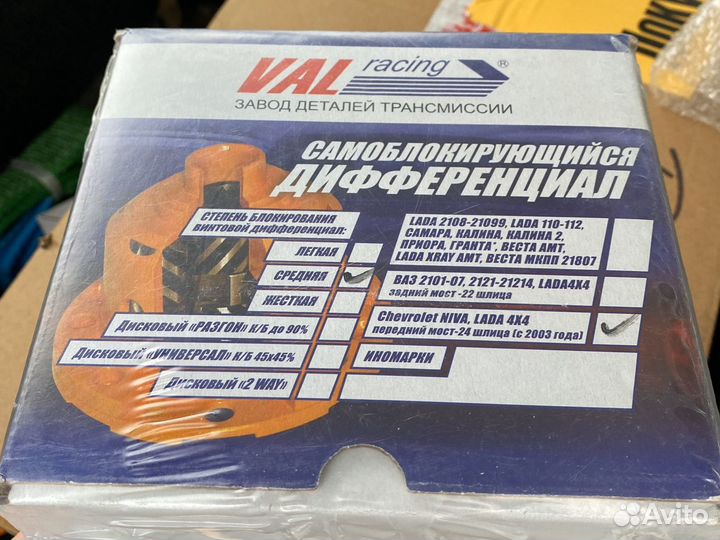 VAL racing ®
ЗАВОД ДЕТАЛЕЙ ТРАНСМИССИИ
САМОБЛОКИРУЮЩИЙСЯ
ДИФФЕРЕНЦИАЛ
СТЕПЕНЬ БЛОКИРОВАНИЯ
ВИНТОВОЙ ДИФФЕРЕНЦИАЛ:
ЛЕГКАЯ
СРЕДНЯЯ
ЖЕСТКАЯ
ДИСКОВЫЙ «РАЗГОН» К/Б до 90%
ДИСКОВЫЙ «УНИВЕРСАЛ» К/Б 45х45%
ДИСКОВЫЙ «2 WAY»
LADA 2108-21099, LADA 110-112,
САМАРА, КАЛИНА, КАЛИНА 2,
ПРИОРА, ГРАНТА*, ВЕСТА АМТ,
LADA XRAY АМТ, ВЕСТА МКПП 21807
ВАЗ 2101-07, 2121-21214, LADA4X4
задний мост -22 шлица
Chevrolet NIVA, LADA 4X4
передний мост-24 шлица (с 2003 года)
ИНОМАРКИ
Avito